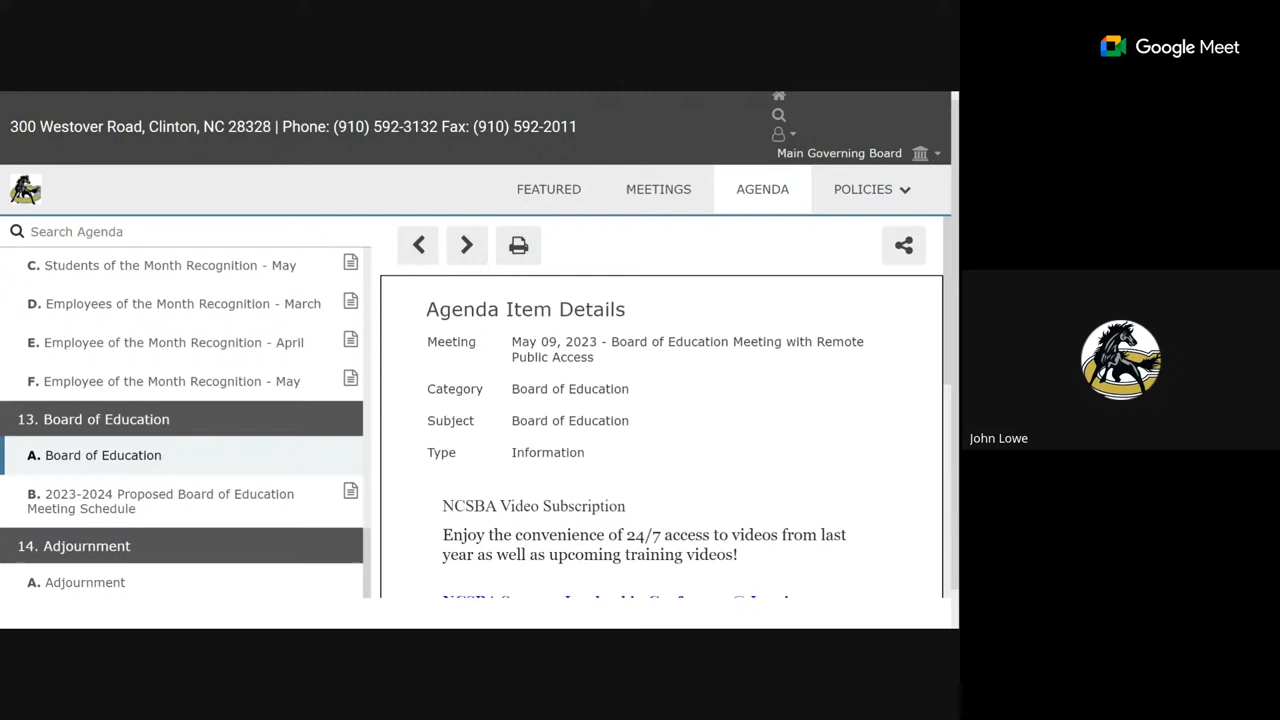 Google Meet
300 Westover Road, Clinton, NC 28328 | Phone: (910) 592-3132 Fax: (910) 592-2011
Main Governing Board
FEATURED
MEETINGS
AGENDA
POLICIES
Search Agenda
C. Students of the Month Recognition - May
D. Employees of the Month Recognition - March
E. Employee of the Month Recognition - April
F. Employee of the Month Recognition - May
13. Board of Education
A. Board of Education
B. 2023-2024 Proposed Board of Education
Meeting Schedule
14. Adjournment
A. Adjournment
Agenda Item Details
Meeting
May 09, 2023 - Board of Education Meeting with Remote
Public Access
Category
Board of Education
Subject
Board of Education
Type
Information
NCSBA Video Subscription
Enjoy the convenience of 24/7 access to videos from last
year as well as upcoming training videos!
John Lowe